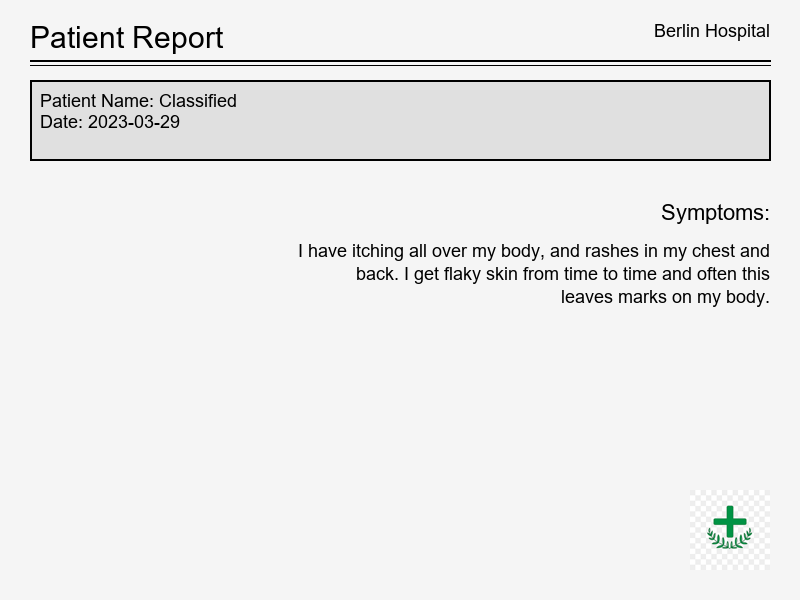 Patient Report
Berlin Hospital
Patient Name: Classified
Date: 2023-03-29
Symptoms:
I have itching all over my body, and rashes in my chest and
back. I get flaky skin from time to time and often this
leaves marks on my body.